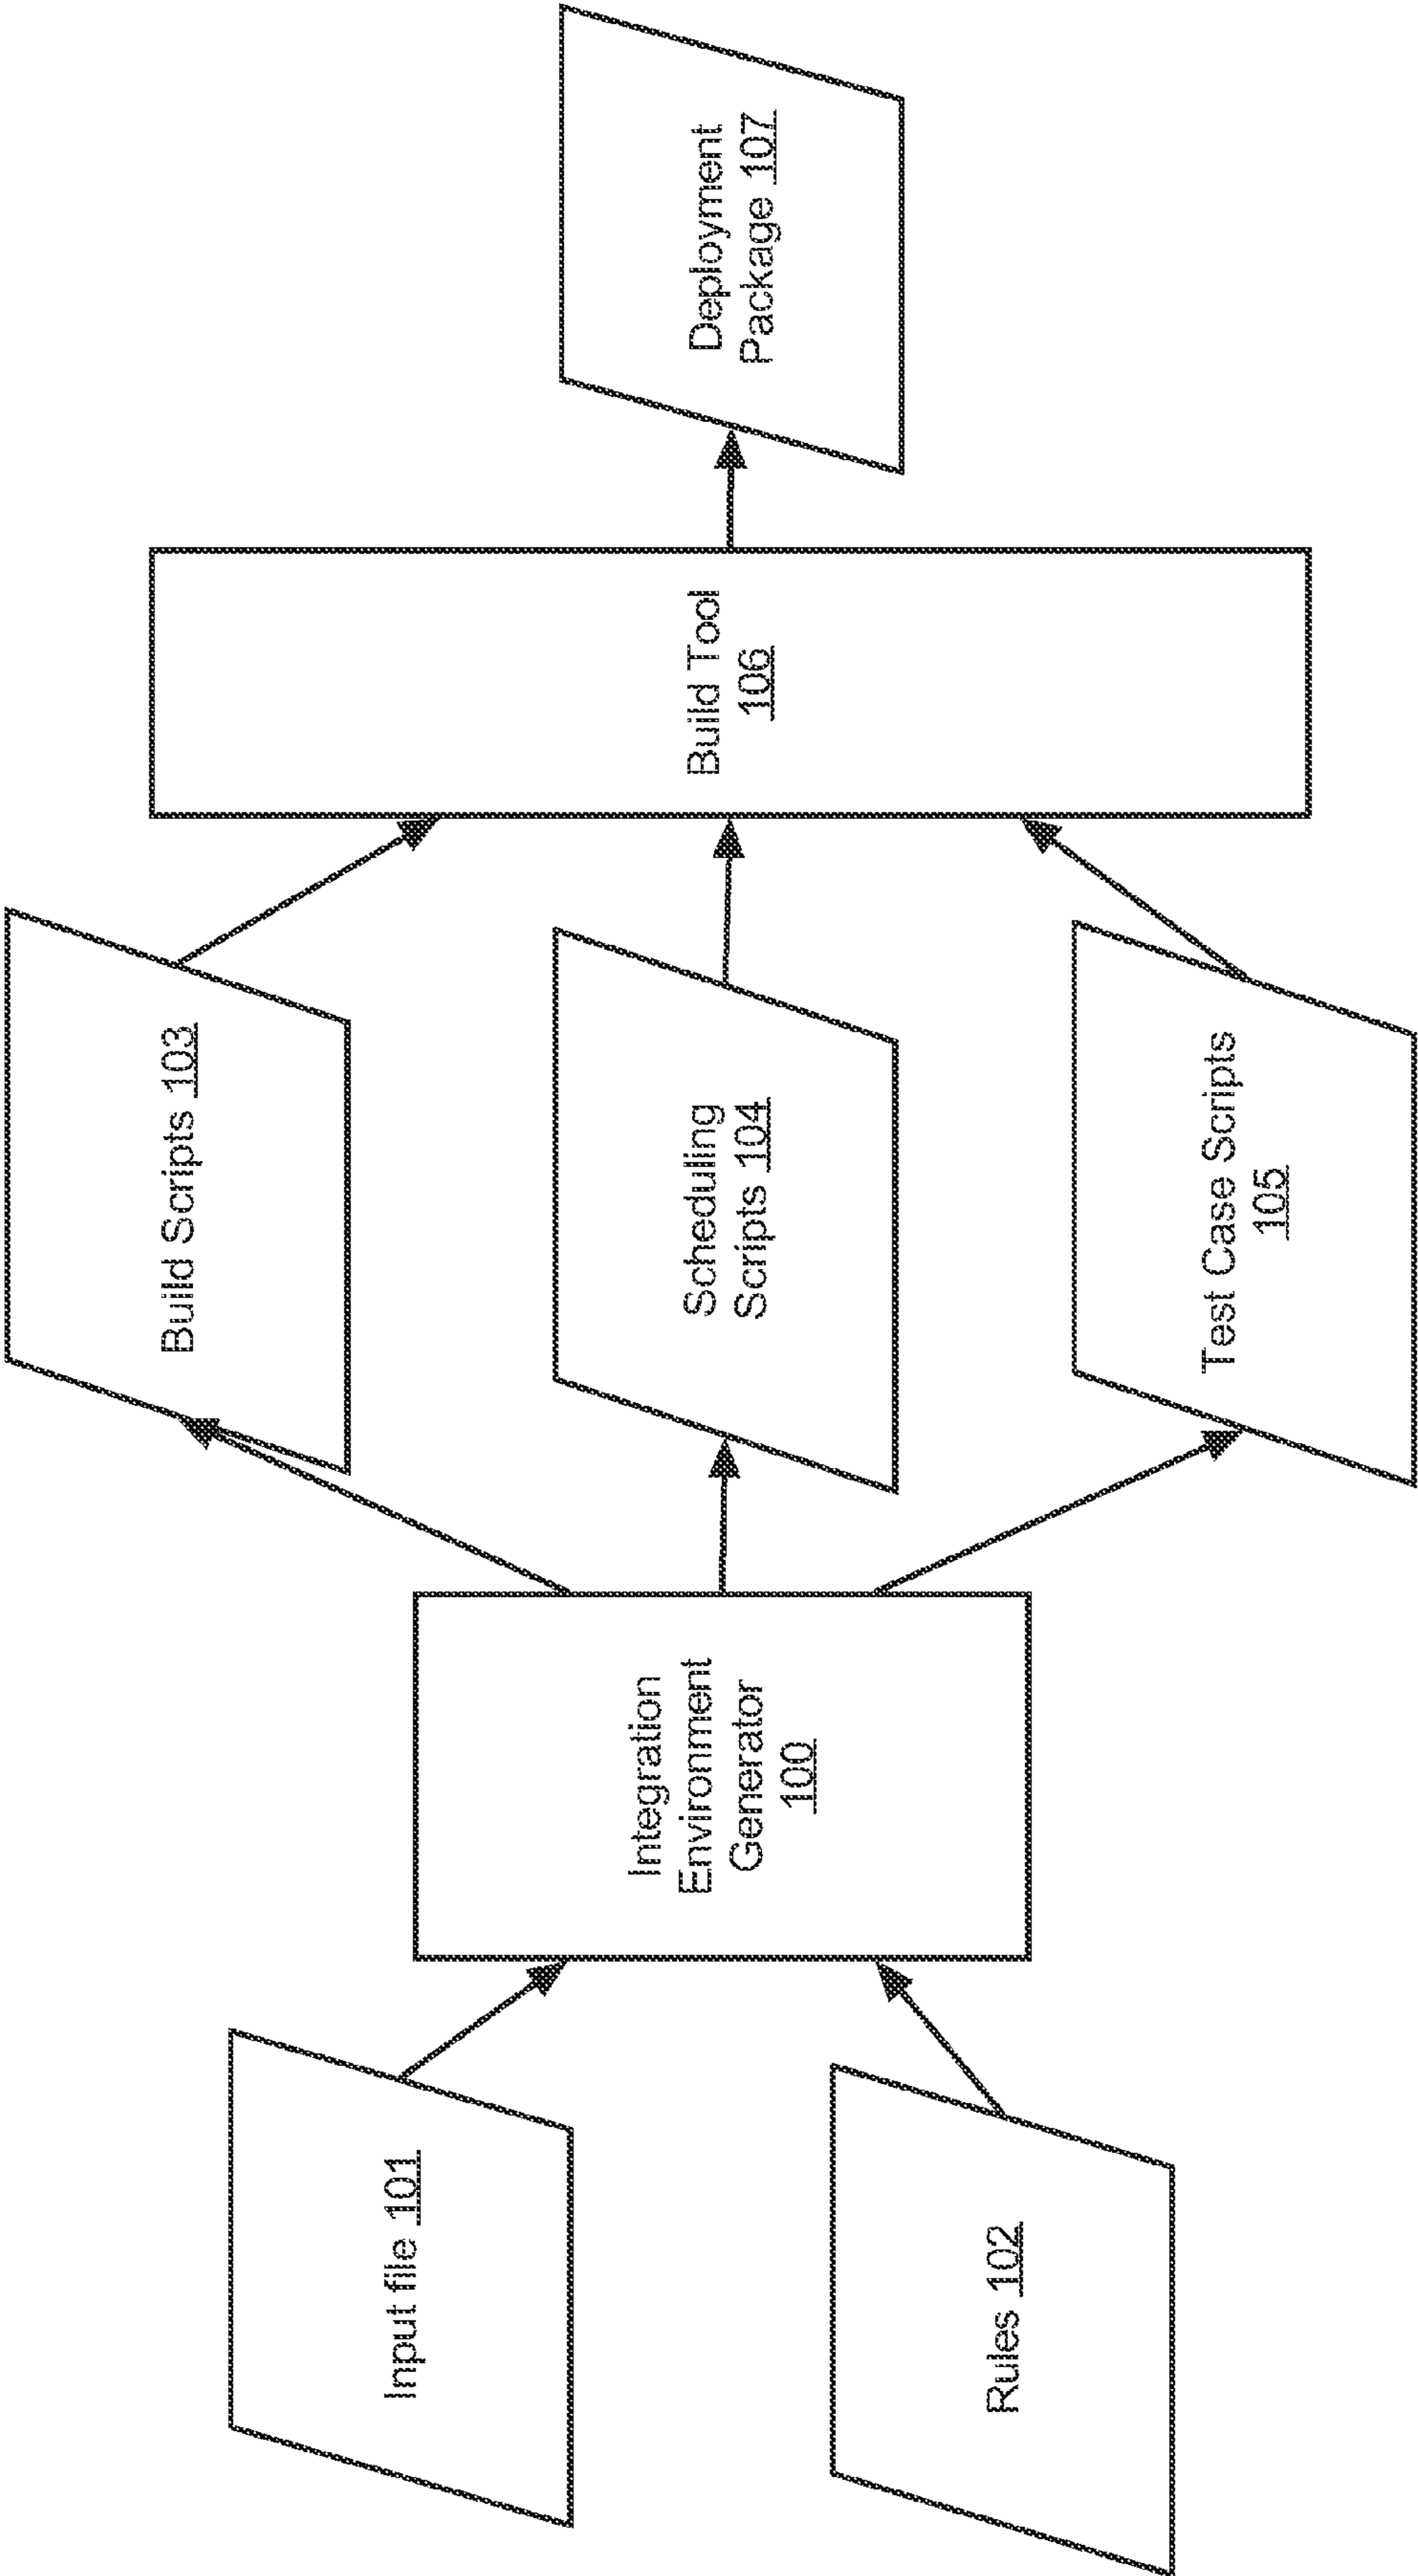 Input file 101
Rules 102
Integration
Environment
Generator
100
Build Scripts 103
Scheduling
Scripts 104
Test Case Scripts
105
Build Tool
106
Deployment
Package 107